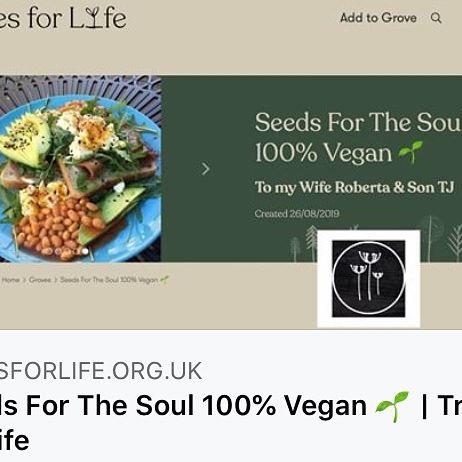 es for Life
Add to Grove
Seeds For The Sou
100% Vegan 🌱
To my Wife Roberta & Son TJ
Created 26/08/2019
Home > Groves > Seeds For The Soul 100% Vegan 🌱
SFORLIFE.ORG.UK
ds For The Soul 100% Vegan 🌱 | Tr
ife